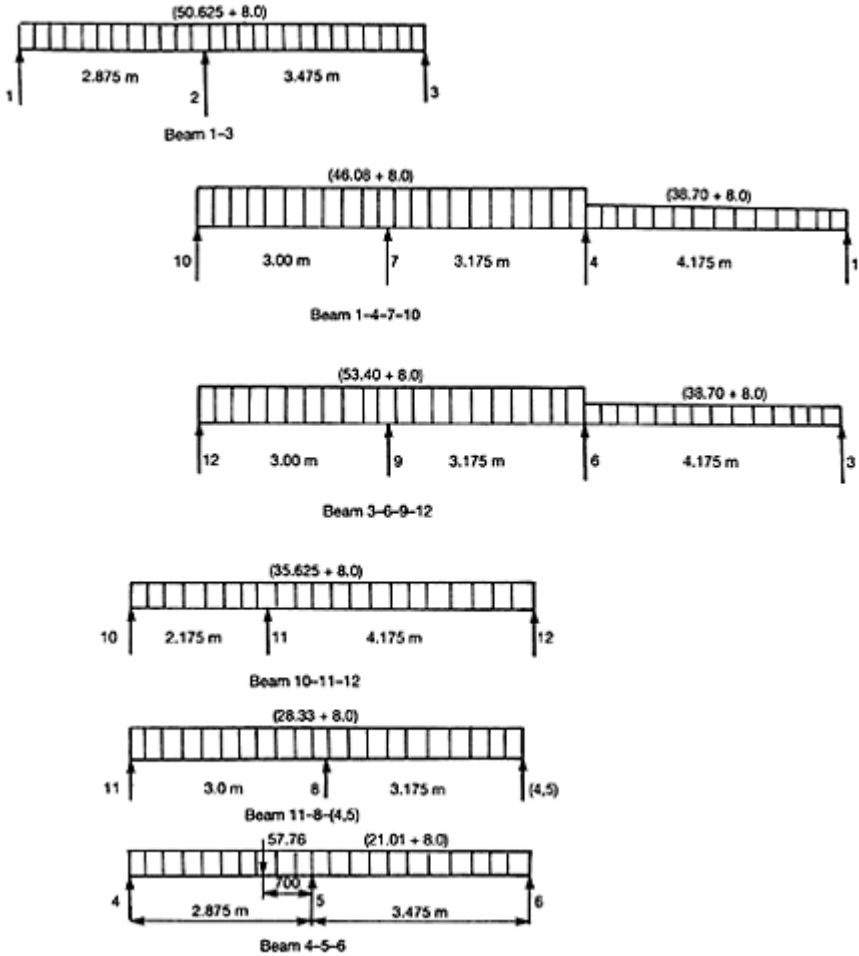 (50.625 + 8.0)
2.875 m 3.475 m
1 2 3
Beam 1–3
(46.08 + 8.0) (38.70 + 8.0)
10 3.00 m 7 3.175 m 4 4.175 m 1
Beam 1–4–7–10
(53.40 + 8.0) (38.70 + 8.0)
12 3.00 m 9 3.175 m 6 4.175 m 3
Beam 3–6–9–12
(35.625 + 8.0)
10 2.175 m 11 4.175 m 12
Beam 10–11–12
(28.33 + 8.0)
11 3.0 m 8 3.175 m (4,5)
Beam 11–8–(4,5)
57.76 (21.01 + 8.0)
700
4 5 6
2.875 m 3.475 m
Beam 4–5–6